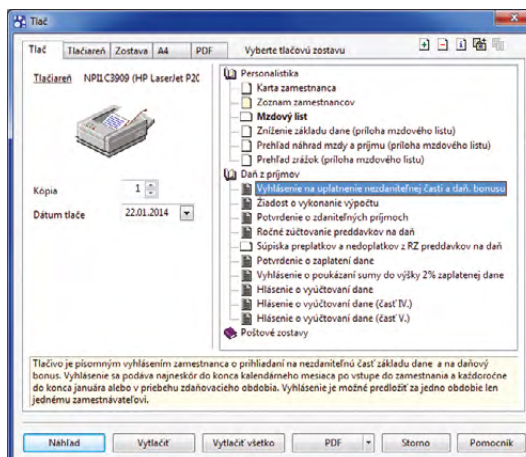 Tlač
Tlač Tlačiareň Zostava A4 PDF Vyberte tlačovú zostavu
Tlačiareň NPI1C3909 (HP LaserJet P2C
Kópia 1
Dátum tlače 22.01.2014
Personalistika
Karta zamestnanca
Zoznam zamestnancov
Mzdový list
Zníženie základu dane (príloha mzdového listu)
Prehľad náhrad mzdy a príjmu (príloha mzdového listu)
Prehľad zrážok (príloha mzdového listu)
Daň z príjmov
Vyhlásenie na uplatnenie nezdaniteľnej časti a daň. bonusu
Žiadosť o vykonanie výpočtu
Potvrdenie o zdaniteľných príjmoch
Ročné zúčtovanie preddavkov na daň
Súpiska preplatkov a nedoplatkov z RZ preddavkov na daň
Potvrdenie o zaplatení dane
Vyhlásenie o poukázaní sumy do výšky 2% zaplatenej dane
Hlásenie o vyúčtovaní dane
Hlásenie o vyúčtovaní dane (časť IV.)
Hlásenie o vyúčtovaní dane (časť V.)
Poštové zostavy
Tlačivo je písomným vyhlásením zamestnanca o prihliadaní na nezdaniteľnú časť základu dane a na daňový
bonus. Vyhlásenie sa podáva najneskôr do konca kalendárneho mesiaca po vstupe do zamestnania a každoročne
do konca januára alebo v priebehu zdaňovacieho obdobia. Vyhlásenie je možné predložiť za jedno obdobie len
jednému zamestnávateľovi.
Náhľad Vytlačiť Vytlačiť všetko PDF Storno Pomocník